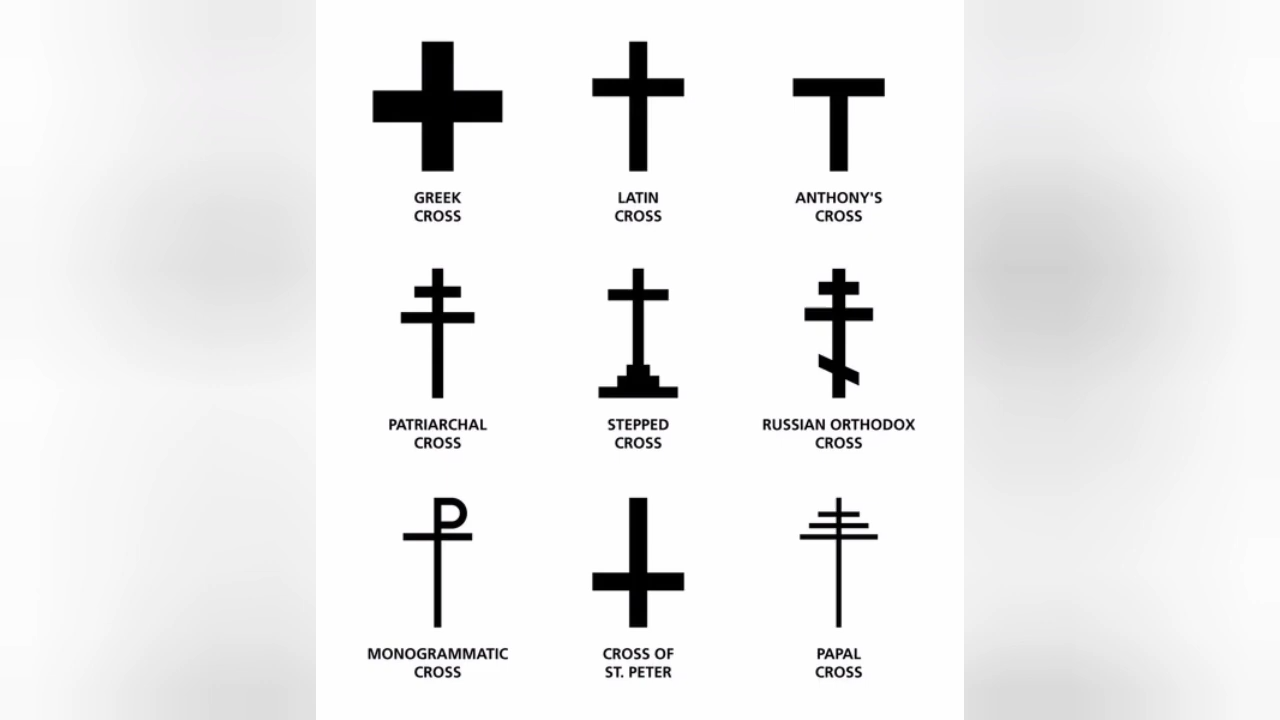 GREEK
CROSS
LATIN
CROSS
ANTHONY'S
CROSS
PATRIARCHAL
CROSS
STEPPED
CROSS
RUSSIAN ORTHODOX
CROSS
MONOGRAMMATIC
CROSS
CROSS OF
ST. PETER
PAPAL
CROSS